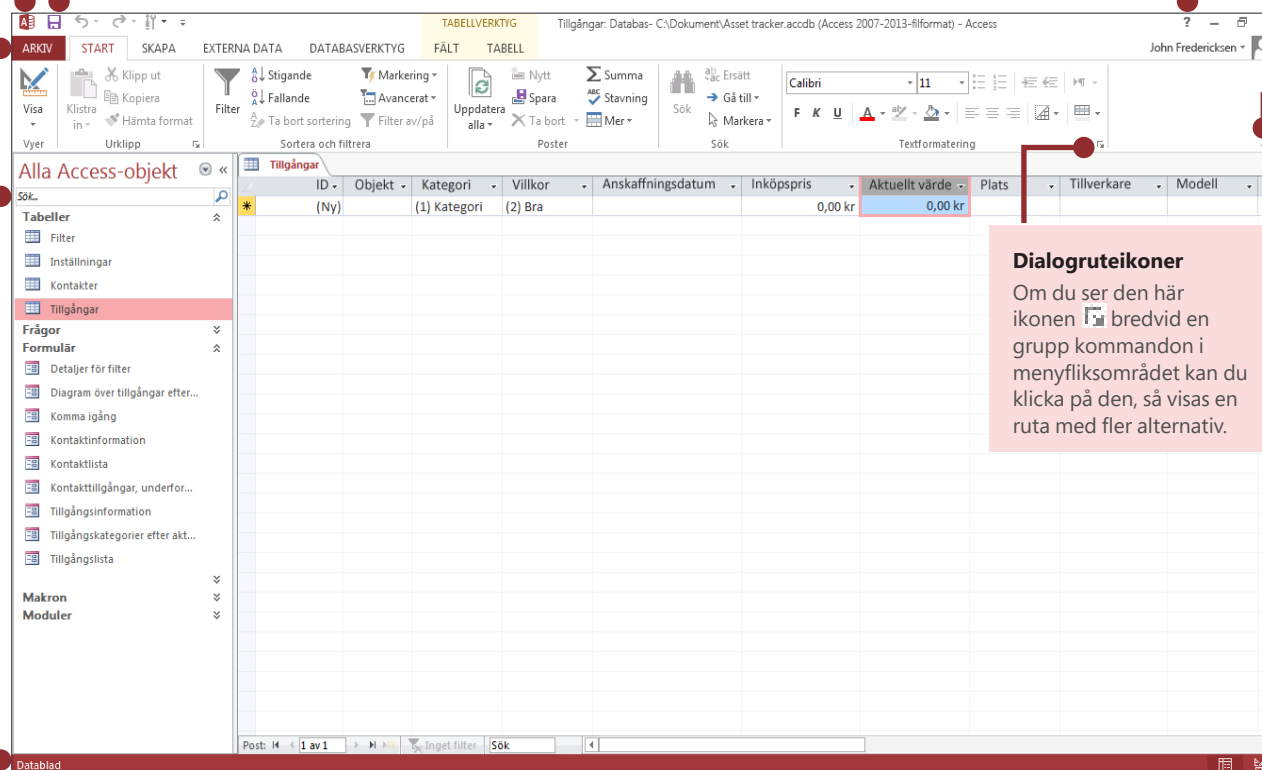 TABELLVERKTYG
Tillgångar: Databas- C:\Dokument\Asset tracker.accdb (Access 2007-2013-filformat) - Access
?
ARKIV START SKAPA EXTERNA DATA DATABASVERKTYG FÄLT TABELL
John Fredericksen
Visa
Klistra in
Klipp ut
Kopiera
Hämta format
Filter
Stigande
Fallande
Ta bort sortering
Markering
Avancerat
Filter av/på
Uppdatera alla
Nytt
Spara
Ta bort
Summa
Stavning
Mer
Sök
Ersätt
Gå till
Markera
Calibri 11
F K U
Vyer Urklipp Sortera och filtrera Poster Sök Textformatering
Alla Access-objekt
Sök...
Tabeller
Filter
Inställningar
Kontakter
Tillgångar
Frågor
Formulär
Detaljer för filter
Diagram över tillgångar efter...
Komma igång
Kontaktinformation
Kontaktlista
Kontakttillgångar, underfor...
Tillgångsinformation
Tillgångskategorier efter akt...
Tillgångslista
Makron
Moduler
Tillgångar
ID Objekt Kategori Villkor Anskaffningsdatum Inköpspris Aktuellt värde Plats Tillverkare Modell
(Ny) (1) Kategori (2) Bra 0,00 kr 0,00 kr
Dialogruteikoner
Om du ser den här
ikonen bredvid en
grupp kommandon i
menyfliksområdet kan du
klicka på den, så visas en
ruta med fler alternativ.
Post: 1 av 1 Inget filter Sök
Datablad